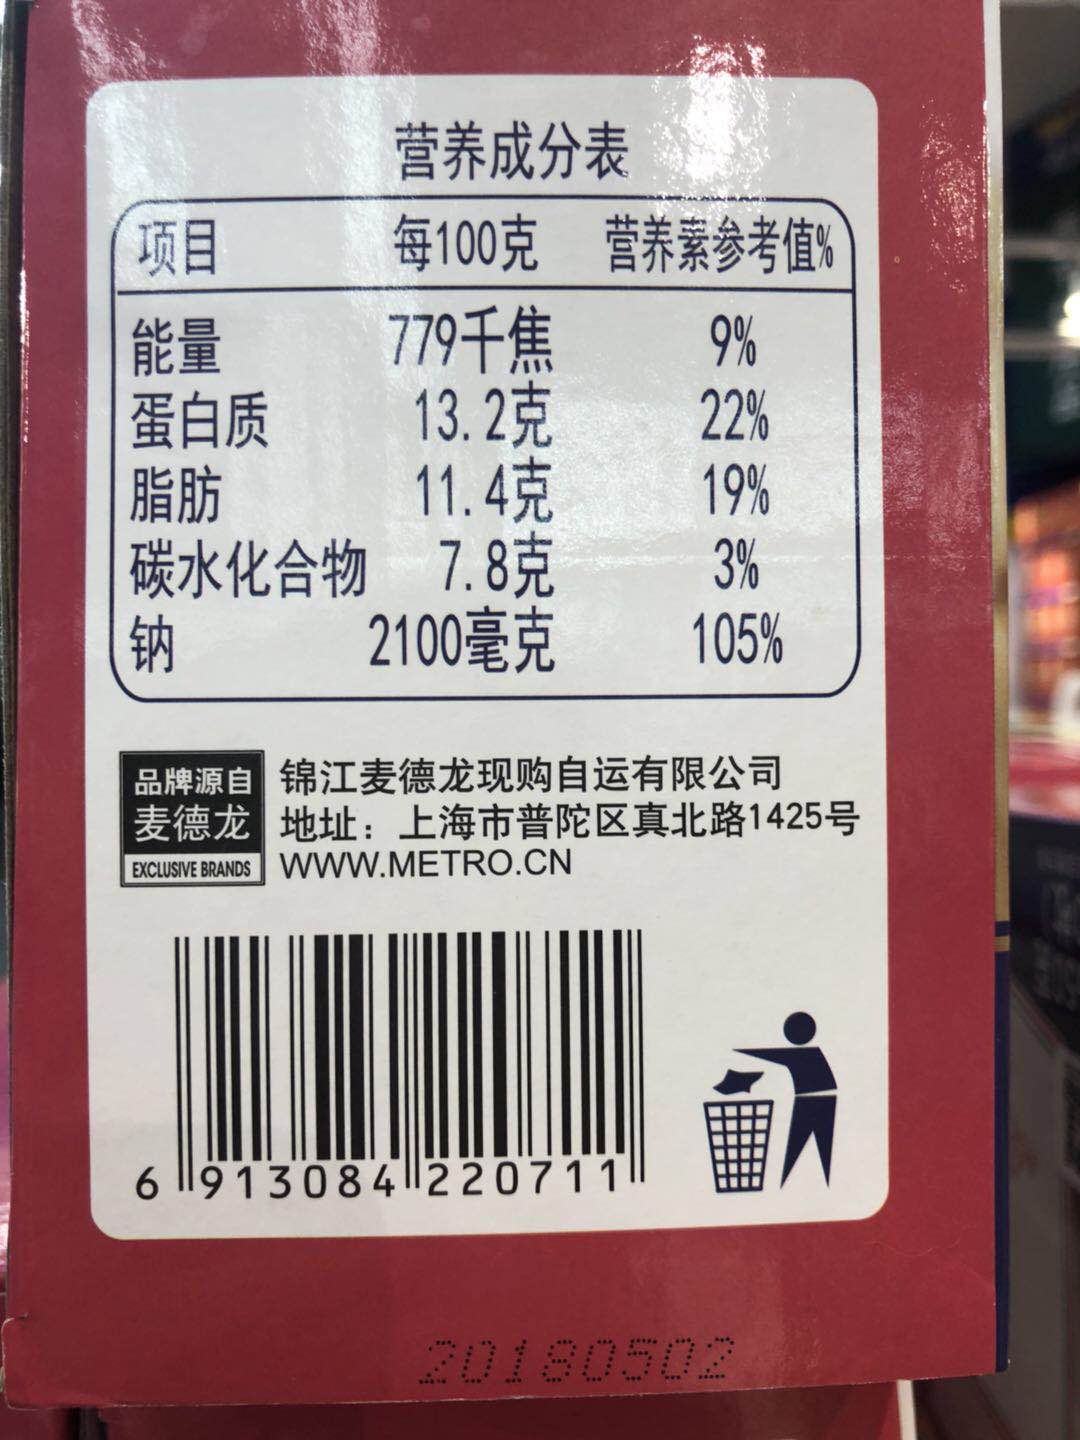 营养成分表
项目 每100克 营养素参考值%
能量 779千焦 9%
蛋白质 13.2克 22%
脂肪 11.4克 19%
碳水化合物 7.8克 3%
钠 2100毫克 105%
品牌源自
麦德龙
EXCLUSIVE BRANDS
锦江麦德龙现购自运有限公司
地址：上海市普陀区真北路1425号
WWW.METRO.CN
6 913084 220711
20180502